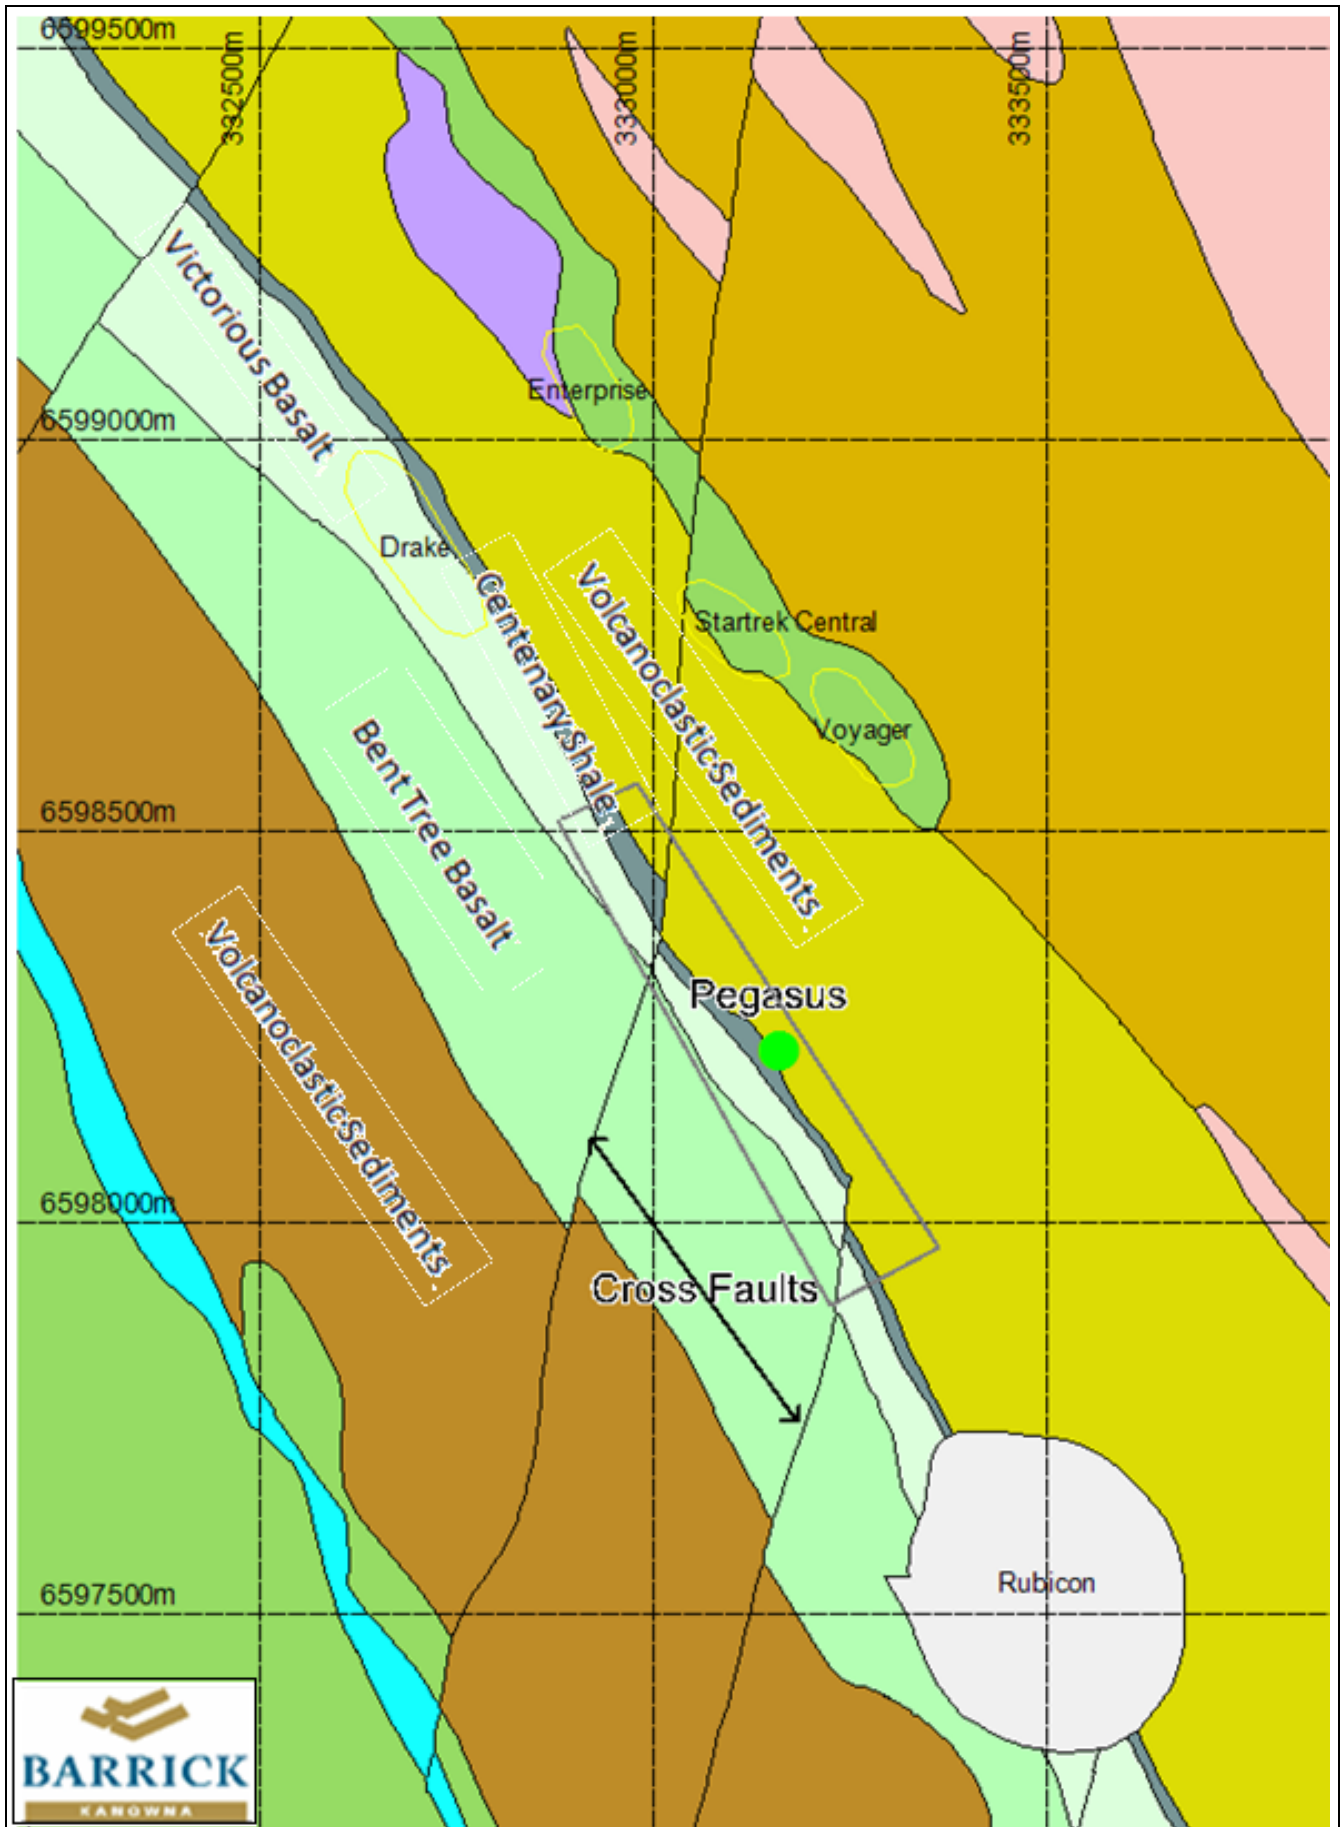 6599500m
332500m
333000m
333500m
Victorious Basalt
Enterprise
6599000m
Drake
Centenary Shale
Volcanoclastic Sediments
Startrek Central
Bent Tree Basalt
Voyager
6598500m
Volcanoclastic Sediments
Pegasus
6598000m
Cross Faults
Rubicon
6597500m
BARRICK
KANOWNA